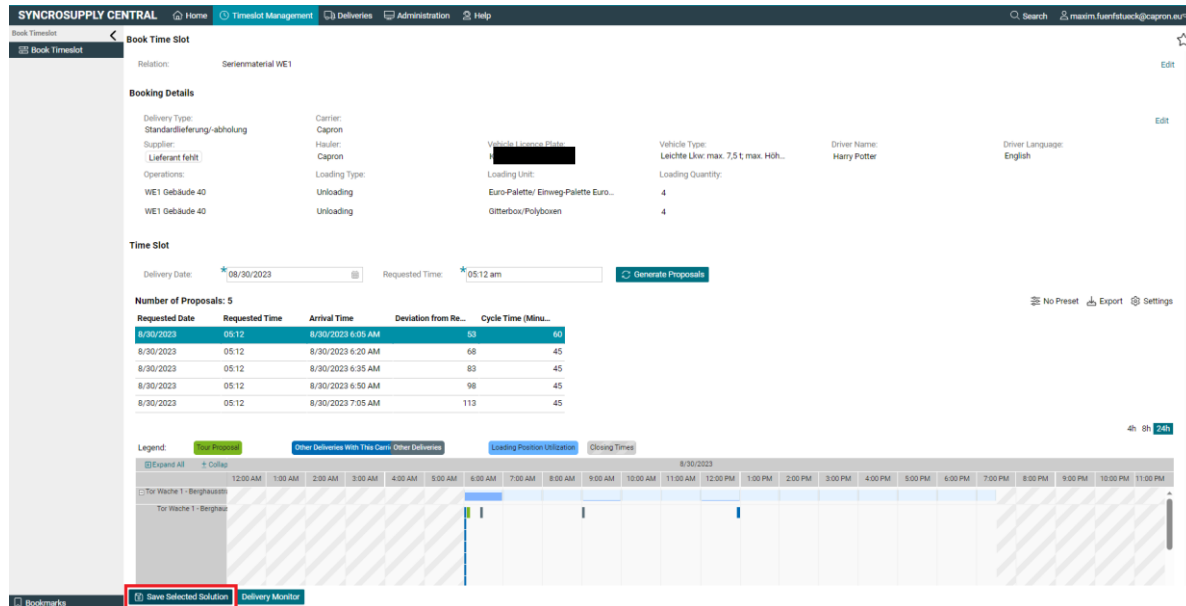 SYNCROSUPPLY CENTRAL Home Timeslot Management Deliveries Administration Help Search maxim.fuenfstueck@capron.eu
Book Timeslot
Book Timeslot
Book Time Slot
Relation: Serienmaterial WE1 Edit
Booking Details
Delivery Type: Carrier: Edit
Standardlieferung/-abholung Capron
Supplier: Hauler: Vehicle Licence Plate: Vehicle Type: Driver Name: Driver Language:
Lieferant fehlt Capron Leichte Lkw: max. 7,5 t; max. Höh... Harry Potter English
Operations: Loading Type: Loading Unit: Loading Quantity:
WE1 Gebäude 40 Unloading Euro-Palette/ Einweg-Palette Euro... 4
WE1 Gebäude 40 Unloading Gitterbox/Polyboxen 4
Time Slot
Delivery Date: * 08/30/2023 Requested Time: * 05:12 am Generate Proposals
Number of Proposals: 5 No Preset Export Settings
Requested Date Requested Time Arrival Time Deviation from Re... Cycle Time (Minu...
8/30/2023 05:12 8/30/2023 6:05 AM 53 60
8/30/2023 05:12 8/30/2023 6:20 AM 68 45
8/30/2023 05:12 8/30/2023 6:35 AM 83 45
8/30/2023 05:12 8/30/2023 6:50 AM 98 45
8/30/2023 05:12 8/30/2023 7:05 AM 113 45
4h 8h 24h
Legend: Tour Proposal Other Deliveries With This Carri Other Deliveries Loading Position Utilization Closing Times
Expand All Collap 8/30/2023
12:00 AM 1:00 AM 2:00 AM 3:00 AM 4:00 AM 5:00 AM 6:00 AM 7:00 AM 8:00 AM 9:00 AM 10:00 AM 11:00 AM 12:00 PM 1:00 PM 2:00 PM 3:00 PM 4:00 PM 5:00 PM 6:00 PM 7:00 PM 8:00 PM 9:00 PM 10:00 PM 11:00 PM
Tor Wache 1 - Berghausstr
Tor Wache 1 - Berghaus
Bookmarks Save Selected Solution Delivery Monitor